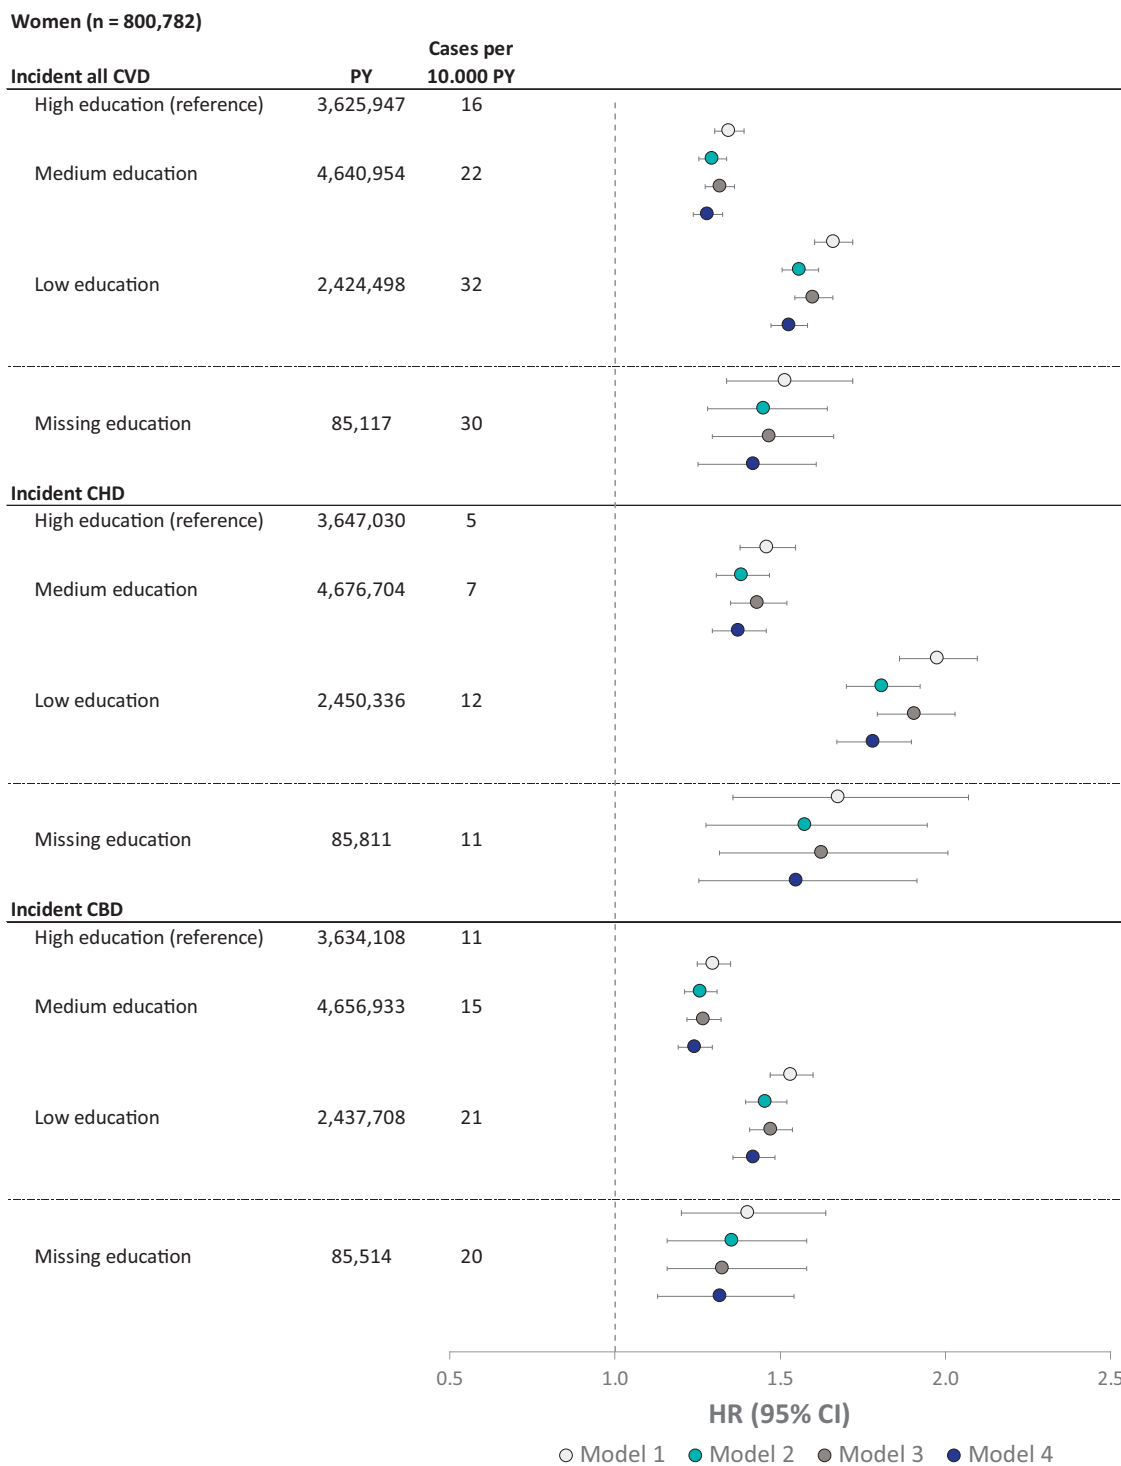 Women (n = 800,782)
Cases per
Incident all CVD PY 10.000 PY
High education (reference) 3,625,947 16
Medium education 4,640,954 22
Low education 2,424,498 32
Missing education 85,117 30
Incident CHD
High education (reference) 3,647,030 5
Medium education 4,676,704 7
Low education 2,450,336 12
Missing education 85,811 11
Incident CBD
High education (reference) 3,634,108 11
Medium education 4,656,933 15
Low education 2,437,708 21
Missing education 85,514 20
0.5 1.0 1.5 2.0 2.5
HR (95% CI)
Model 1 Model 2 Model 3 Model 4